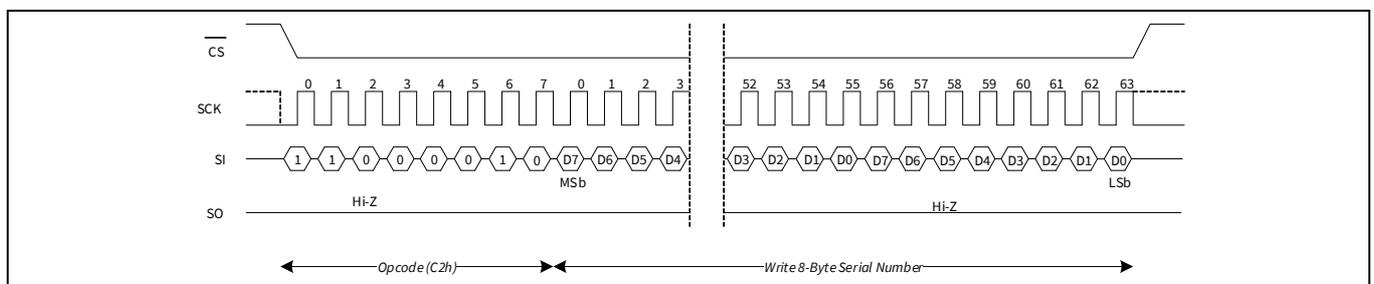 CS
0 1 2 3 4 5 6 7 0 1 2 3 52 53 54 55 56 57 58 59 60 61 62 63
SCK
SI 1 1 0 0 0 0 1 0 D7 D6 D5 D4 D3 D2 D1 D0 D7 D6 D5 D4 D3 D2 D1 D0
MSb LSb
Hi-Z Hi-Z
SO
Opcode (C2h) Write 8-Byte Serial Number